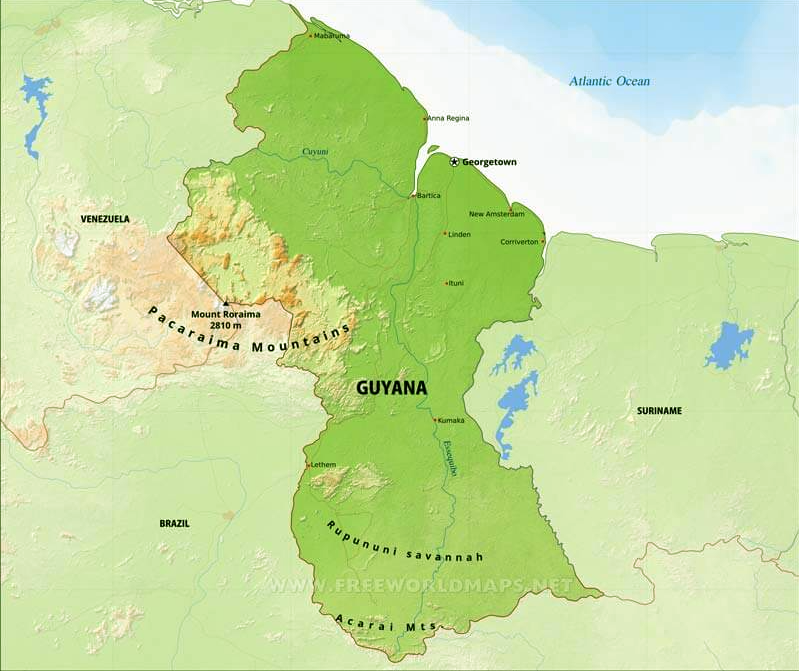 Mabaruma
Atlantic Ocean
Anna Regina
Cuyuni
Georgetown
Bartica
New Amsterdam
VENEZUELA
Linden
Corriverton
Ituni
Mount Roraima
2810 m
Pacaraima Mountains
GUYANA
SURINAME
Kumaka
Essequibo
Lethem
BRAZIL
Rupununi savannah
WWW.FREEWORLDMAPS.NET
Acarai Mts